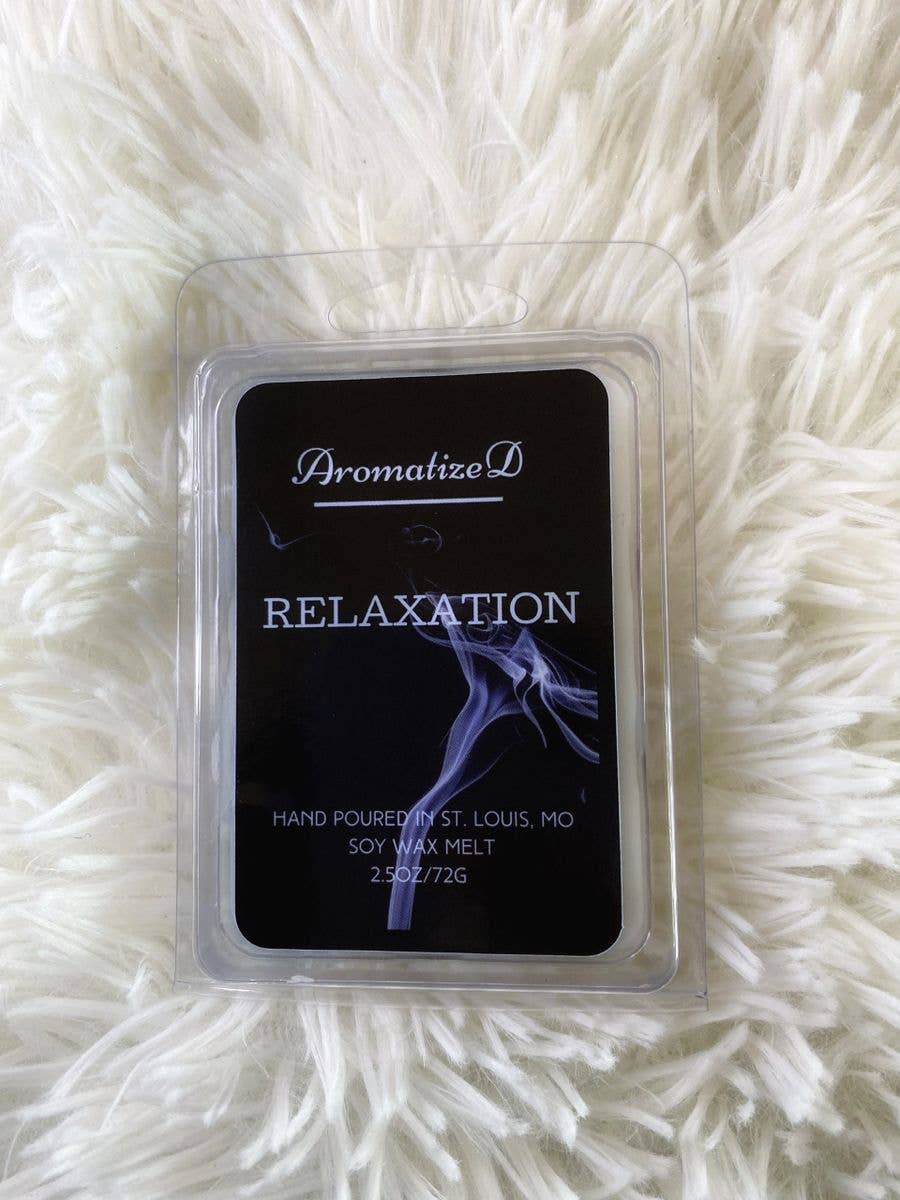 AromatizeD
RELAXATION
HAND POURED IN ST. LOUIS, MO
SOY WAX MELT
2.5OZ/72G